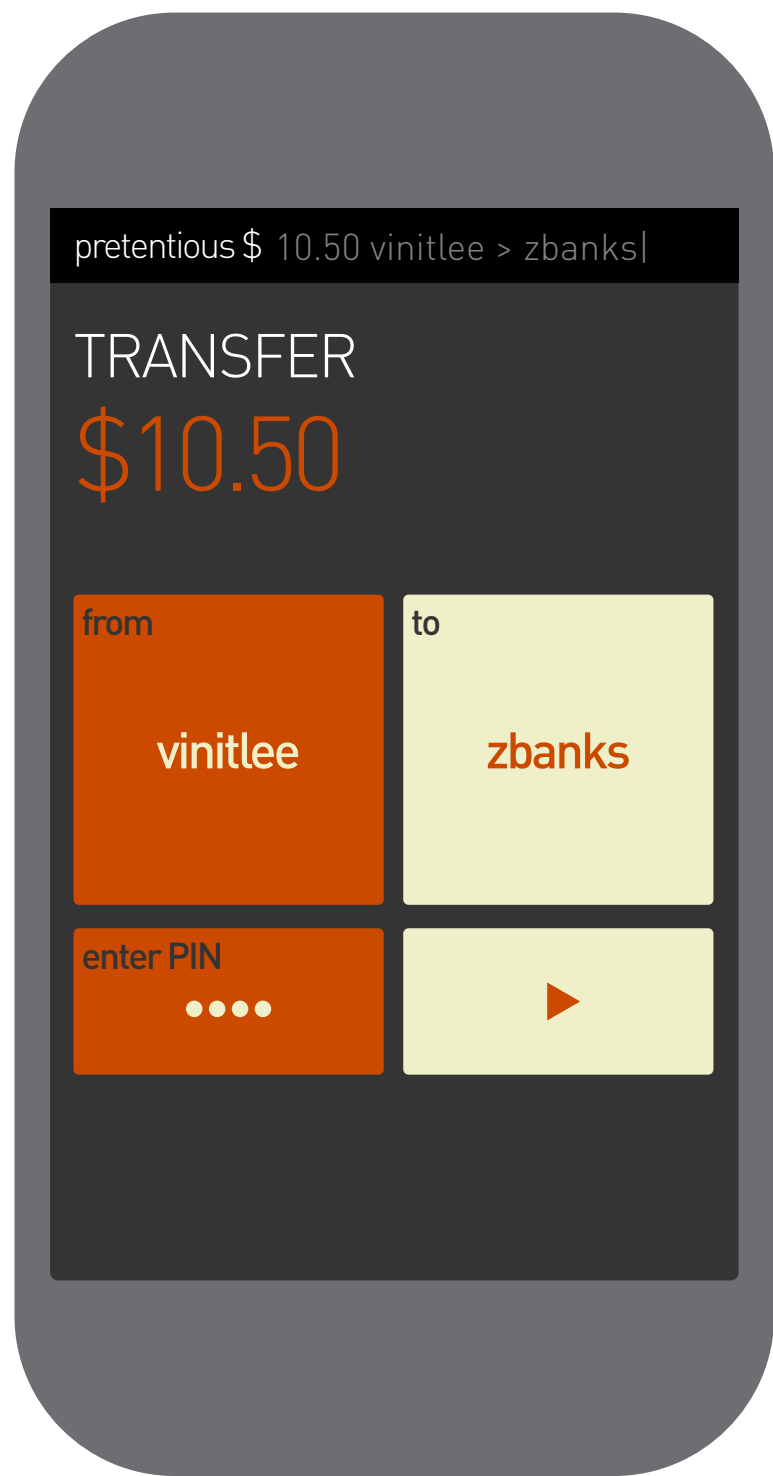 pretentious $ 10.50 vinitlee > zbanks|
TRANSFER
$10.50
from
vinitlee
to
zbanks
enter PIN
••••